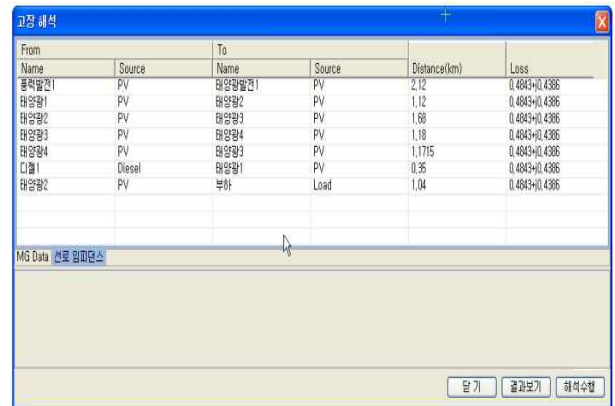 고장 해석
From To
Name Source Name Source Distance(km) Loss
풍력발전1 PV 태양광발전1 PV 2,12 0,4843+j0,4386
태양광1 PV 태양광2 PV 1,12 0,4843+j0,4386
태양광2 PV 태양광3 PV 1,68 0,4843+j0,4386
태양광3 PV 태양광4 PV 1,18 0,4843+j0,4386
태양광4 PV 태양광3 PV 1,1715 0,4843+j0,4386
디젤1 Diesel 태양광1 PV 0,35 0,4843+j0,4386
태양광2 PV 부하 Load 1,04 0,4843+j0,4386
MG Data 선로 임피던스
닫기 결과보기 해석수행